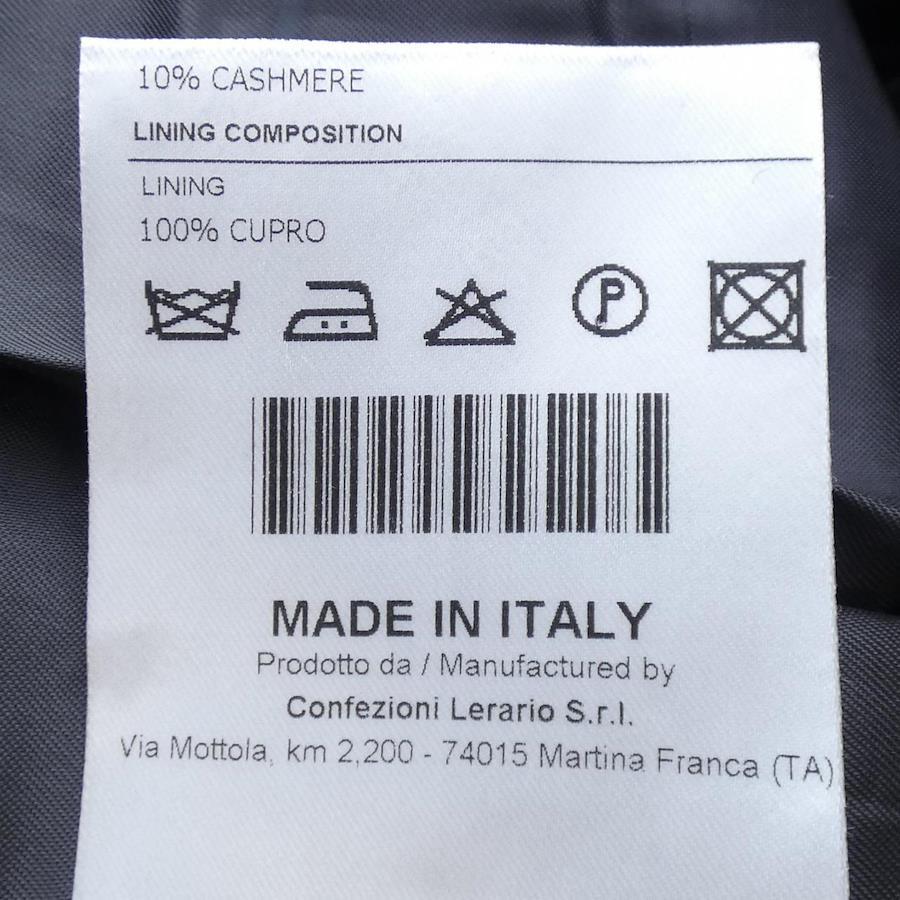 10% CASHMERE
LINING COMPOSITION
LINING
100% CUPRO
P
MADE IN ITALY
Prodotto da / Manufactured by
Confezioni Lerario S.r.l.
Via Mottola, km 2,200 - 74015 Martina Franca (TA)